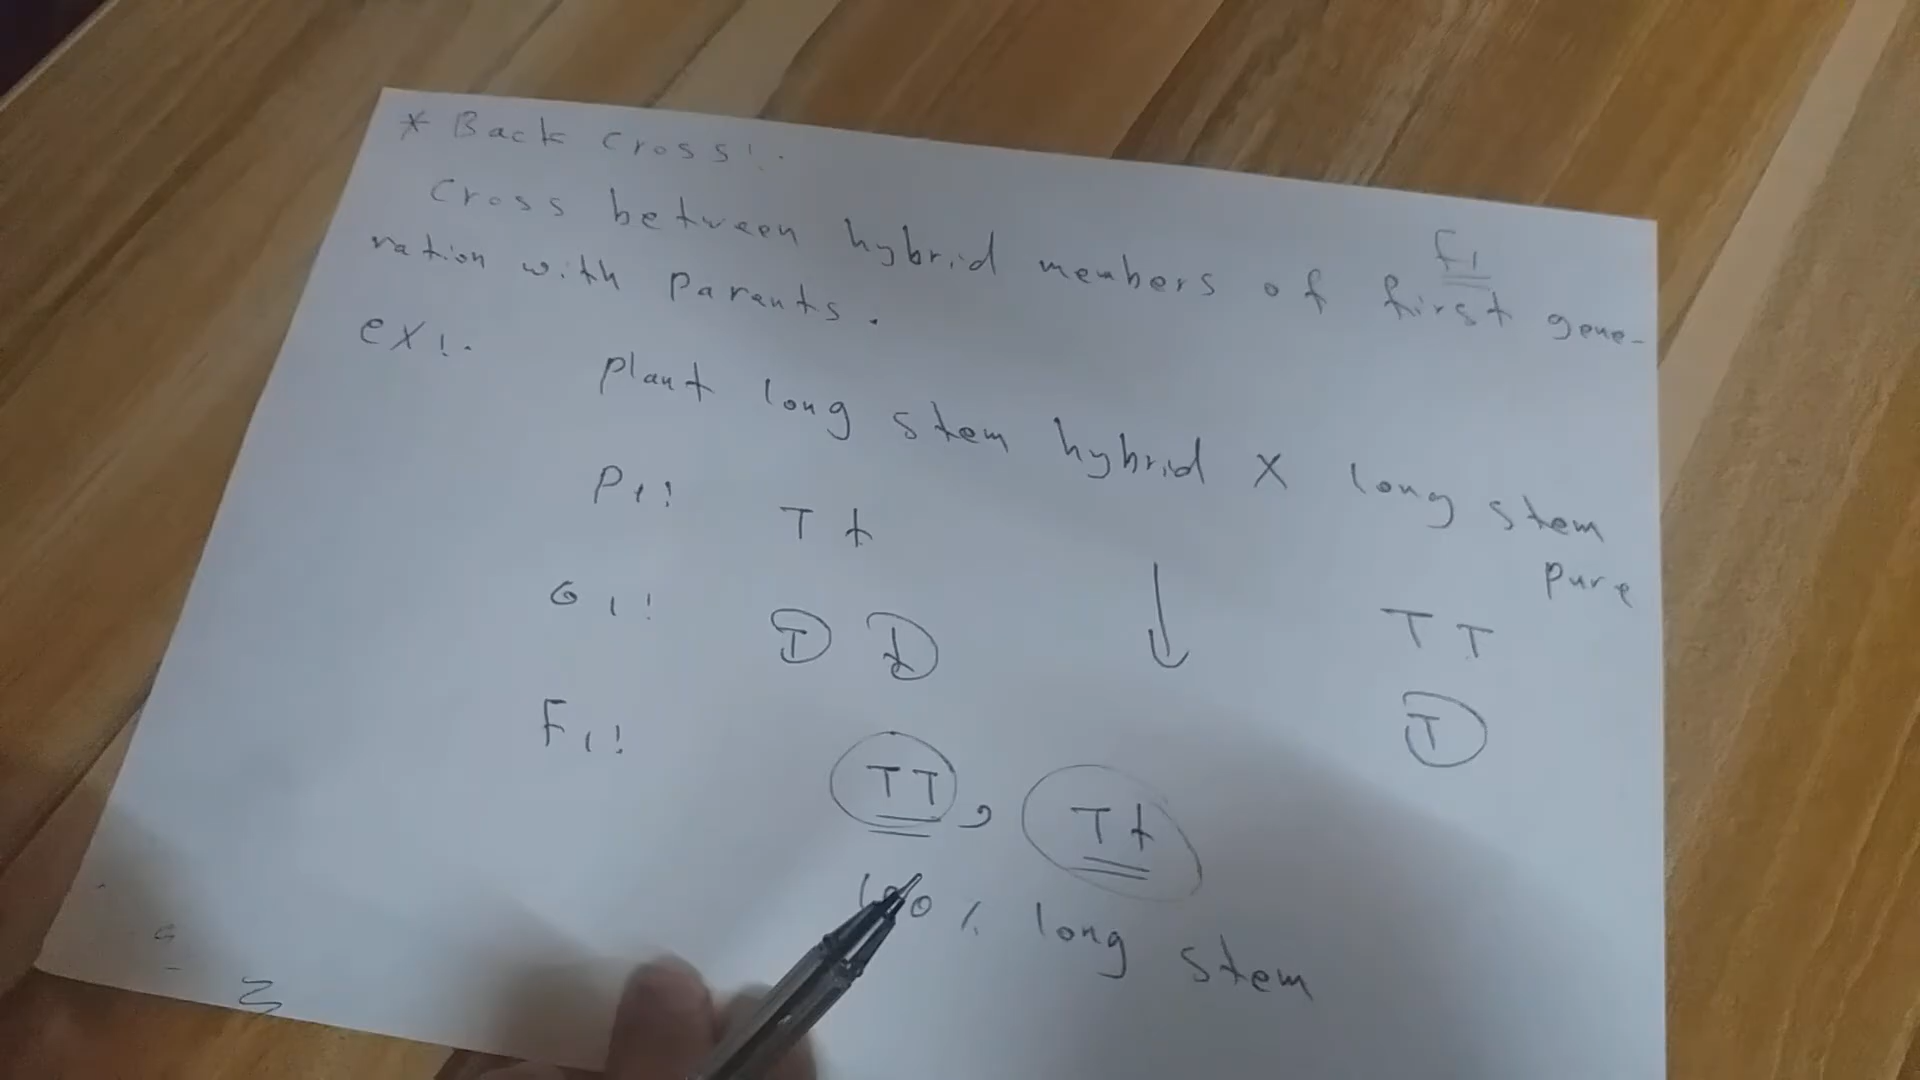 * Back cross:-
F1
cross between hybrid members of first gene-
ration with parents.
ex:-
plant long stem hybrid X long stem
pure
P1: Tt TT
G1: T t T
F1: TT, Tt
100% long stem